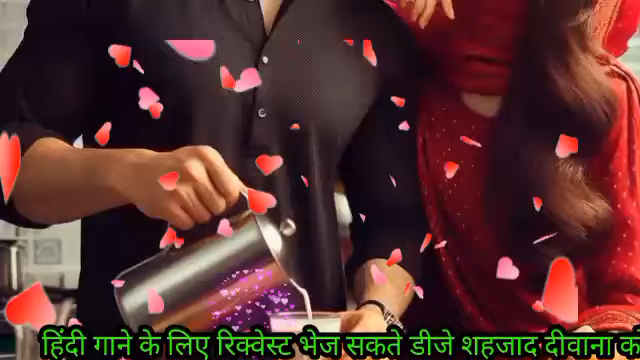 हिंदी गाने के लिए रिक्वेस्ट भेज सकते डीजे शहजाद दीवाना